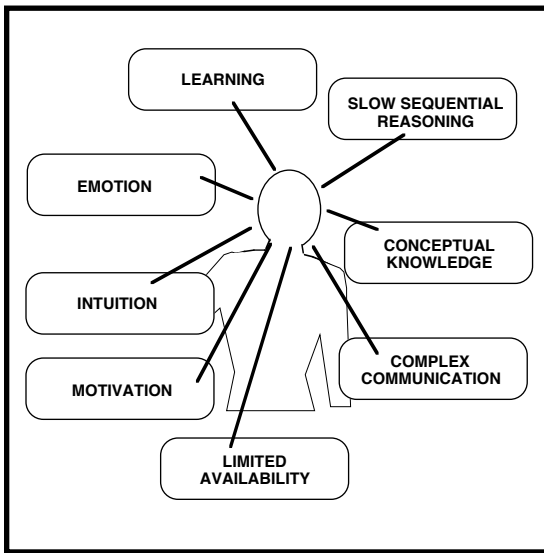 LEARNING
SLOW SEQUENTIAL
REASONING
EMOTION
CONCEPTUAL
KNOWLEDGE
INTUITION
COMPLEX
COMMUNICATION
MOTIVATION
LIMITED
AVAILABILITY